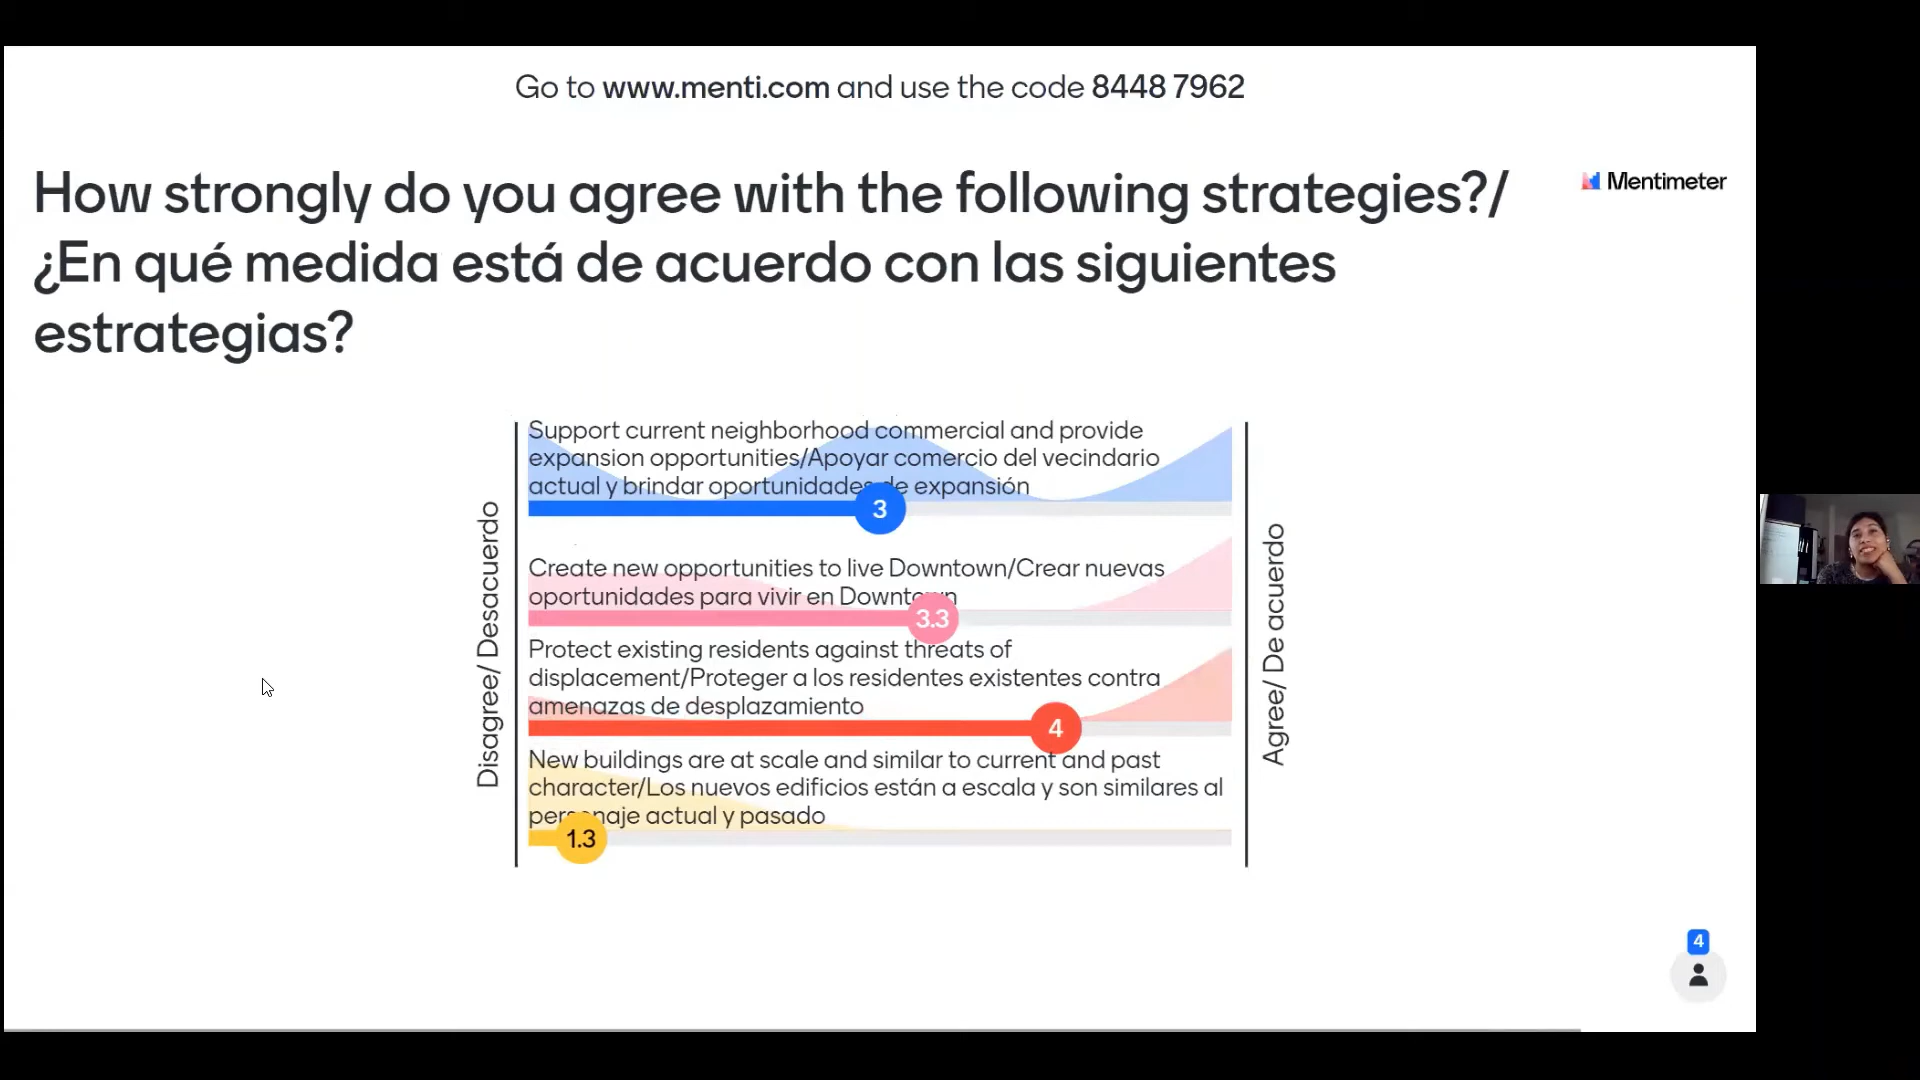 Go to www.menti.com and use the code 8448 7962
How strongly do you agree with the following strategies?/
¿En qué medida está de acuerdo con las siguientes
estrategias?
Mentimeter
Disagree/ Desacuerdo
Support current neighborhood commercial and provide
expansion opportunities/Apoyar comercio del vecindario
actual y brindar oportunidades de expansión
3
Create new opportunities to live Downtown/Crear nuevas
oportunidades para vivir en Downtown
3.3
Protect existing residents against threats of
displacement/Proteger a los residentes existentes contra
amenazas de desplazamiento
4
New buildings are at scale and similar to current and past
character/Los nuevos edificios están a escala y son similares al
personaje actual y pasado
1.3
Agree/ De acuerdo
4